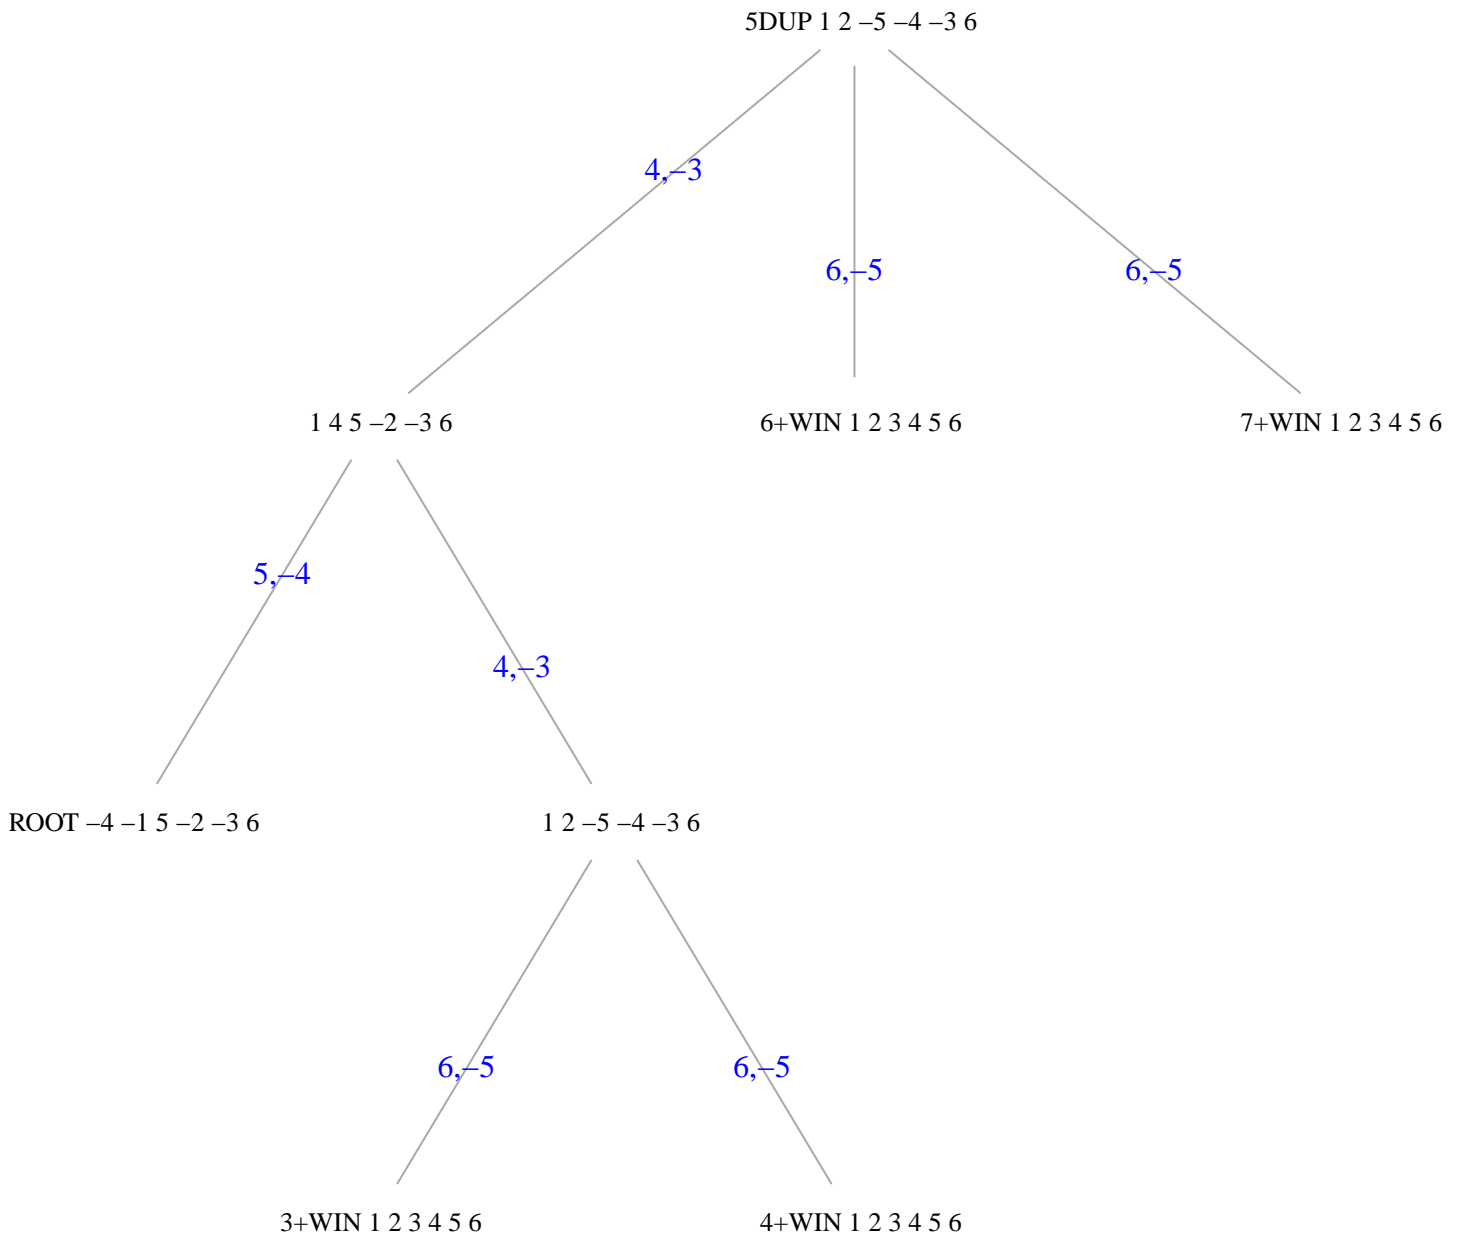 5DUP 1 2 –5 –4 –3 6
4,–3
6,–5
6,–5
1 4 5 –2 –3 6
6+WIN 1 2 3 4 5 6
7+WIN 1 2 3 4 5 6
5,–4
4,–3
ROOT –4 –1 5 –2 –3 6
1 2 –5 –4 –3 6
6,–5
6,–5
3+WIN 1 2 3 4 5 6
4+WIN 1 2 3 4 5 6